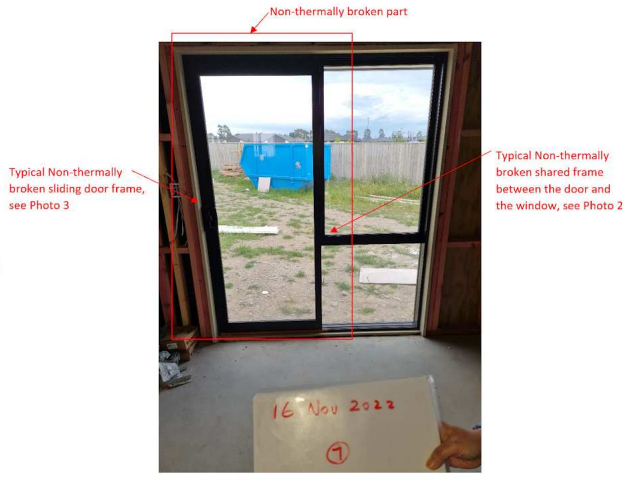 Non-thermally broken part
Typical Non-thermally
broken sliding door frame,
see Photo 3
Typical Non-thermally
broken shared frame
between the door and
the window, see Photo 2
16 Nov 2022
7